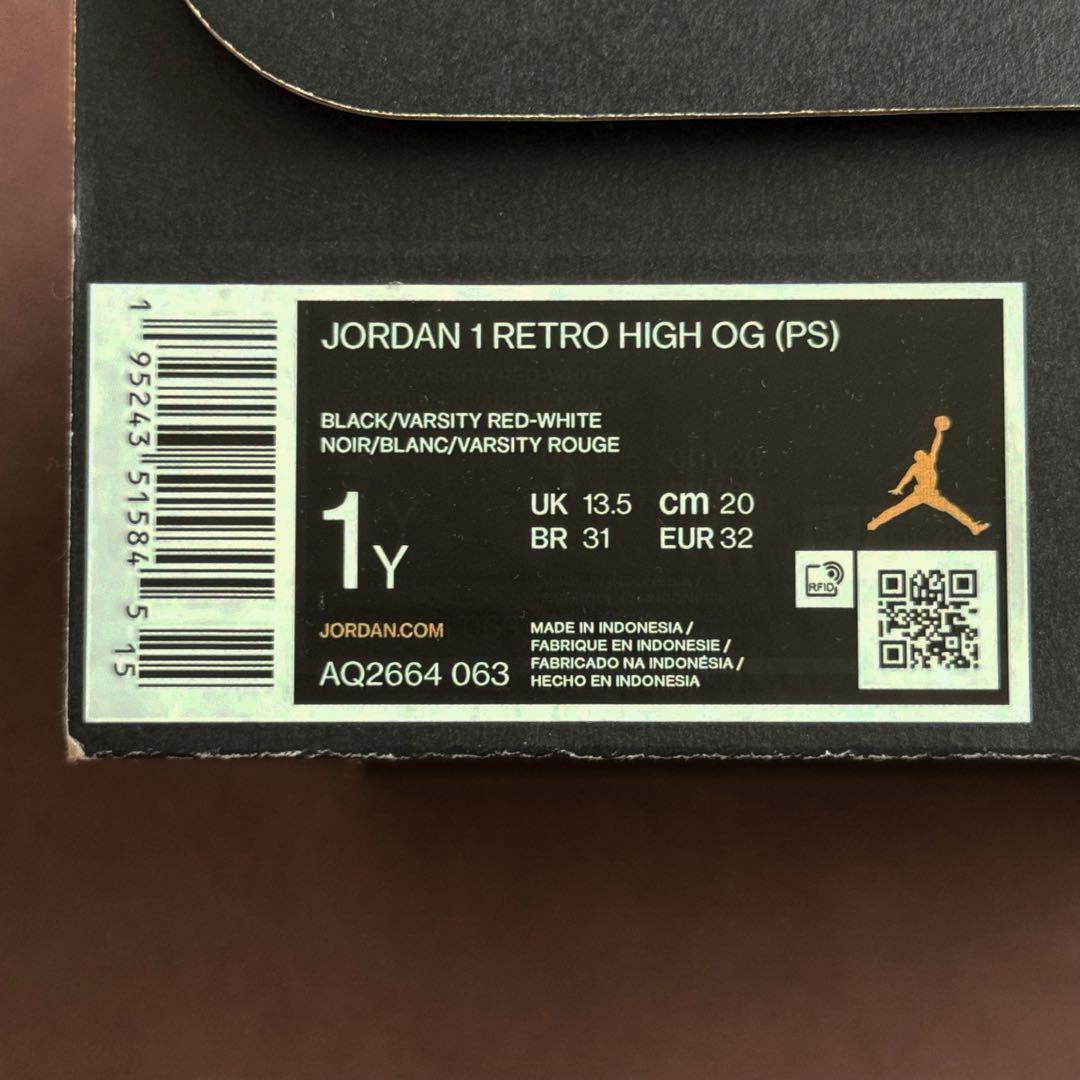 1 95243 51584 5 15
JORDAN 1 RETRO HIGH OG (PS)
BLACK/VARSITY RED-WHITE
NOIR/BLANC/VARSITY ROUGE
1Y
UK 13.5 cm 20
BR 31 EUR 32
RFID
JORDAN.COM
AQ2664 063
MADE IN INDONESIA /
FABRIQUE EN INDONESIE /
FABRICADO NA INDONÉSIA /
HECHO EN INDONESIA